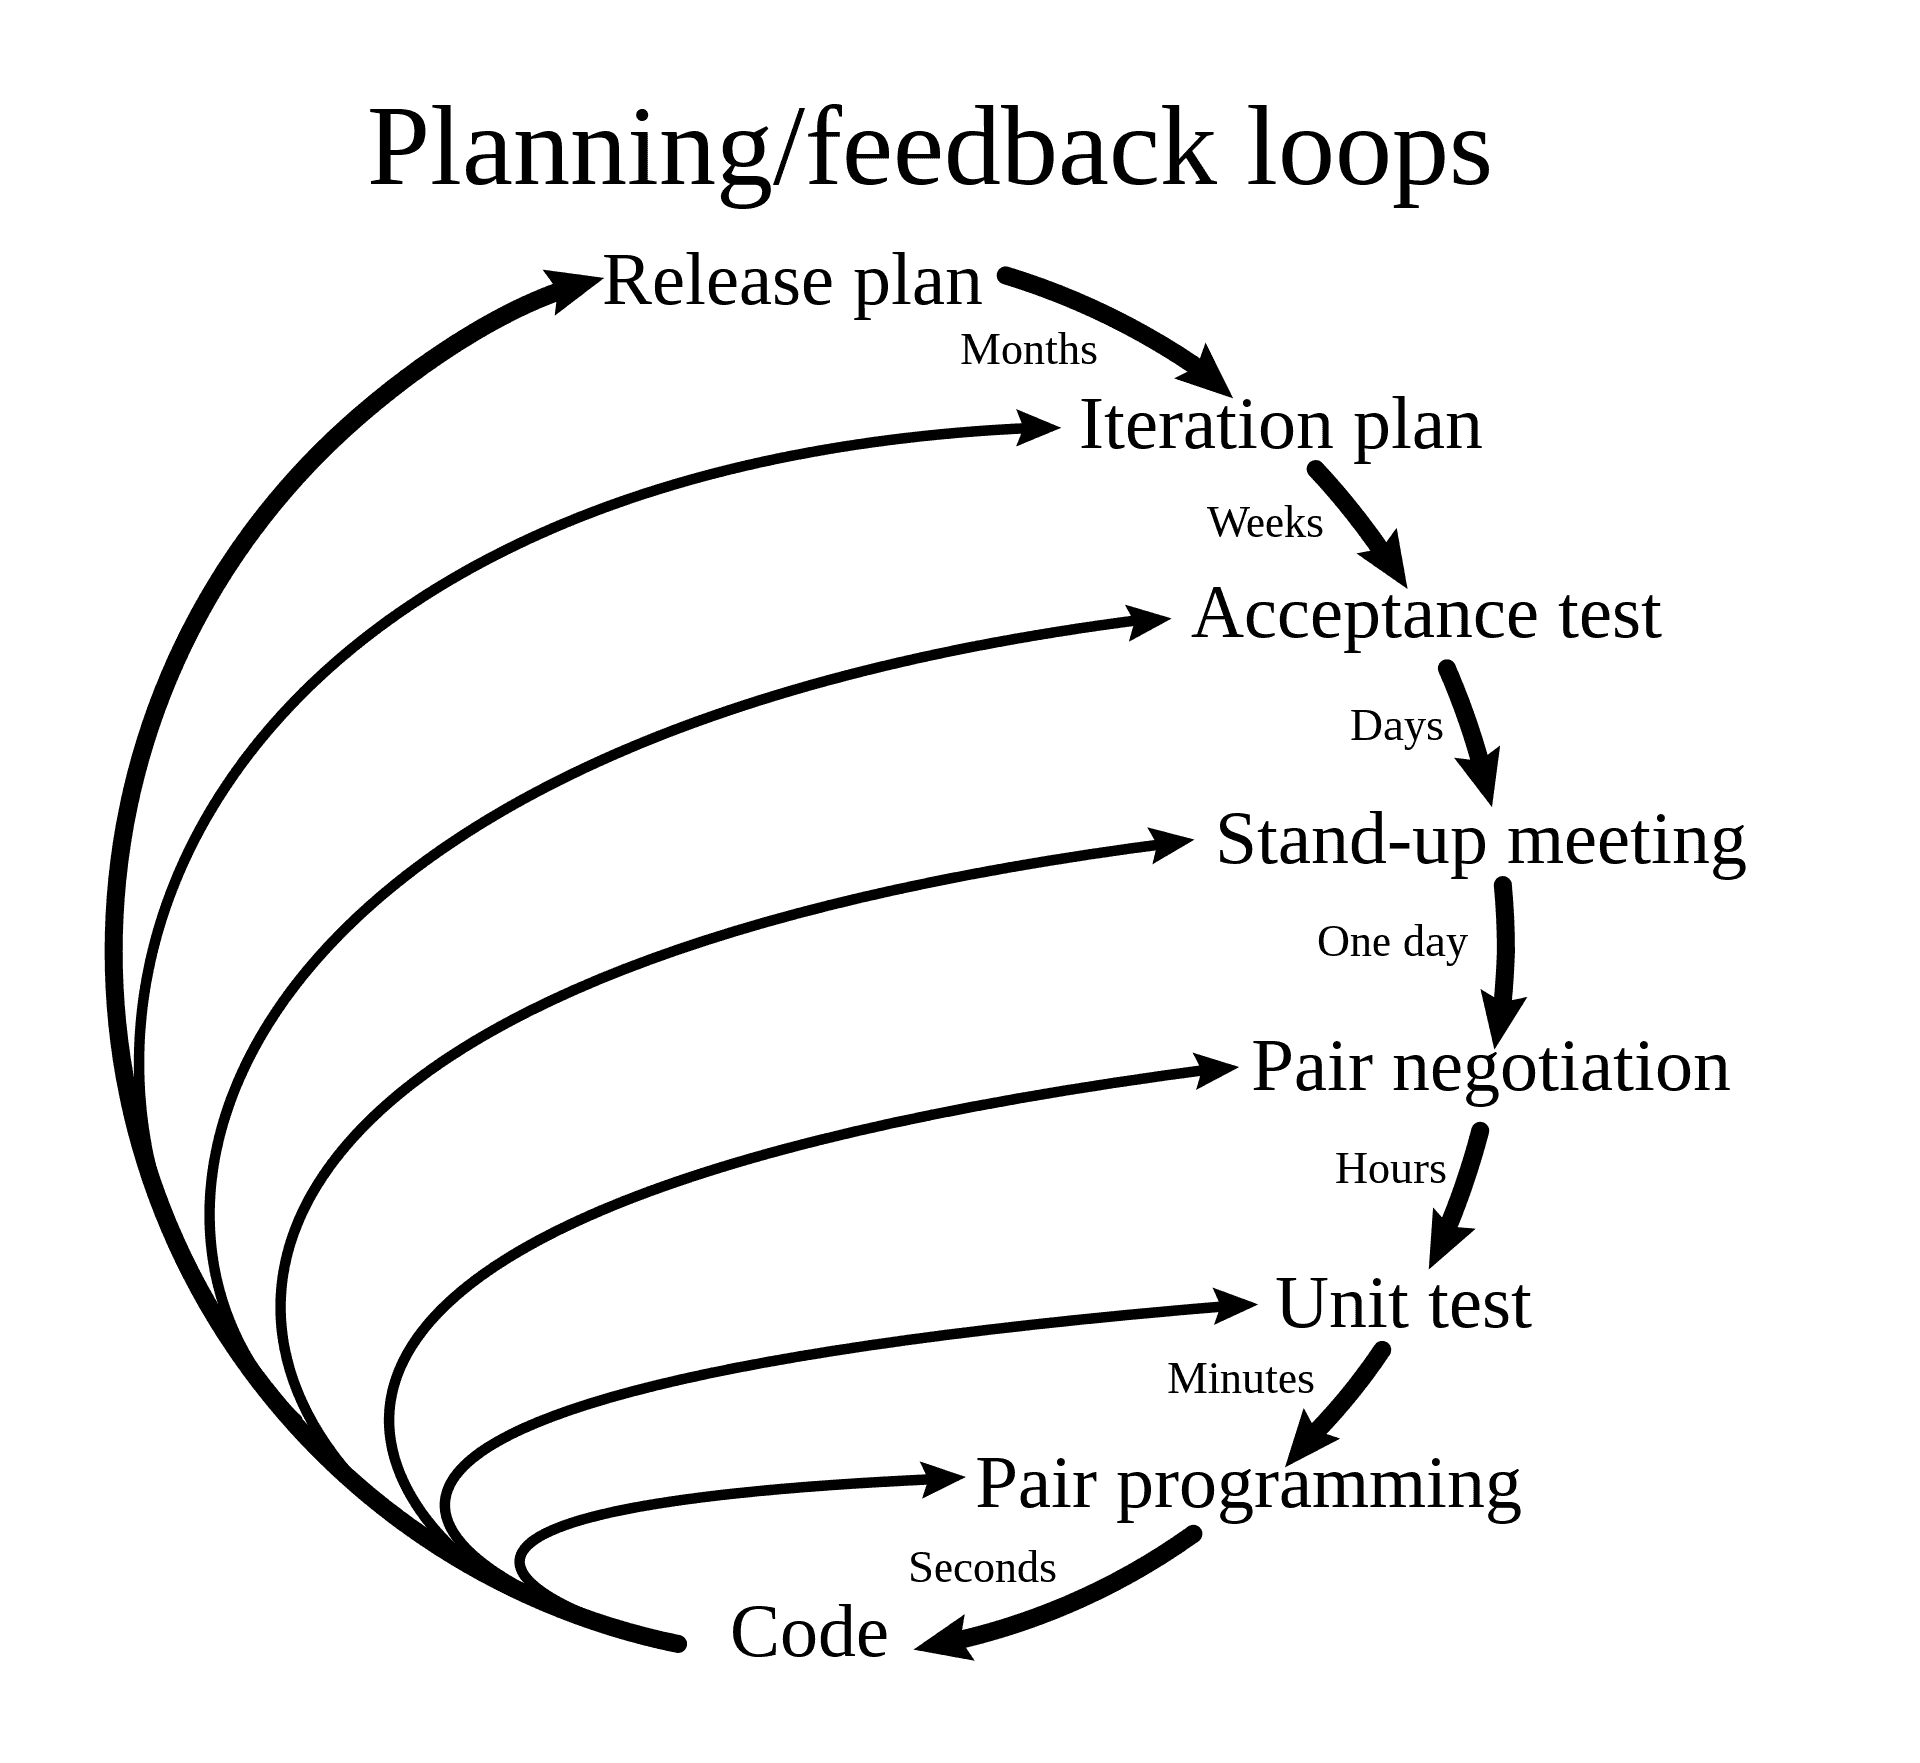 Planning/feedback loops
Release plan
Months
Iteration plan
Weeks
Acceptance test
Days
Stand-up meeting
One day
Pair negotiation
Hours
Unit test
Minutes
Pair programming
Seconds
Code